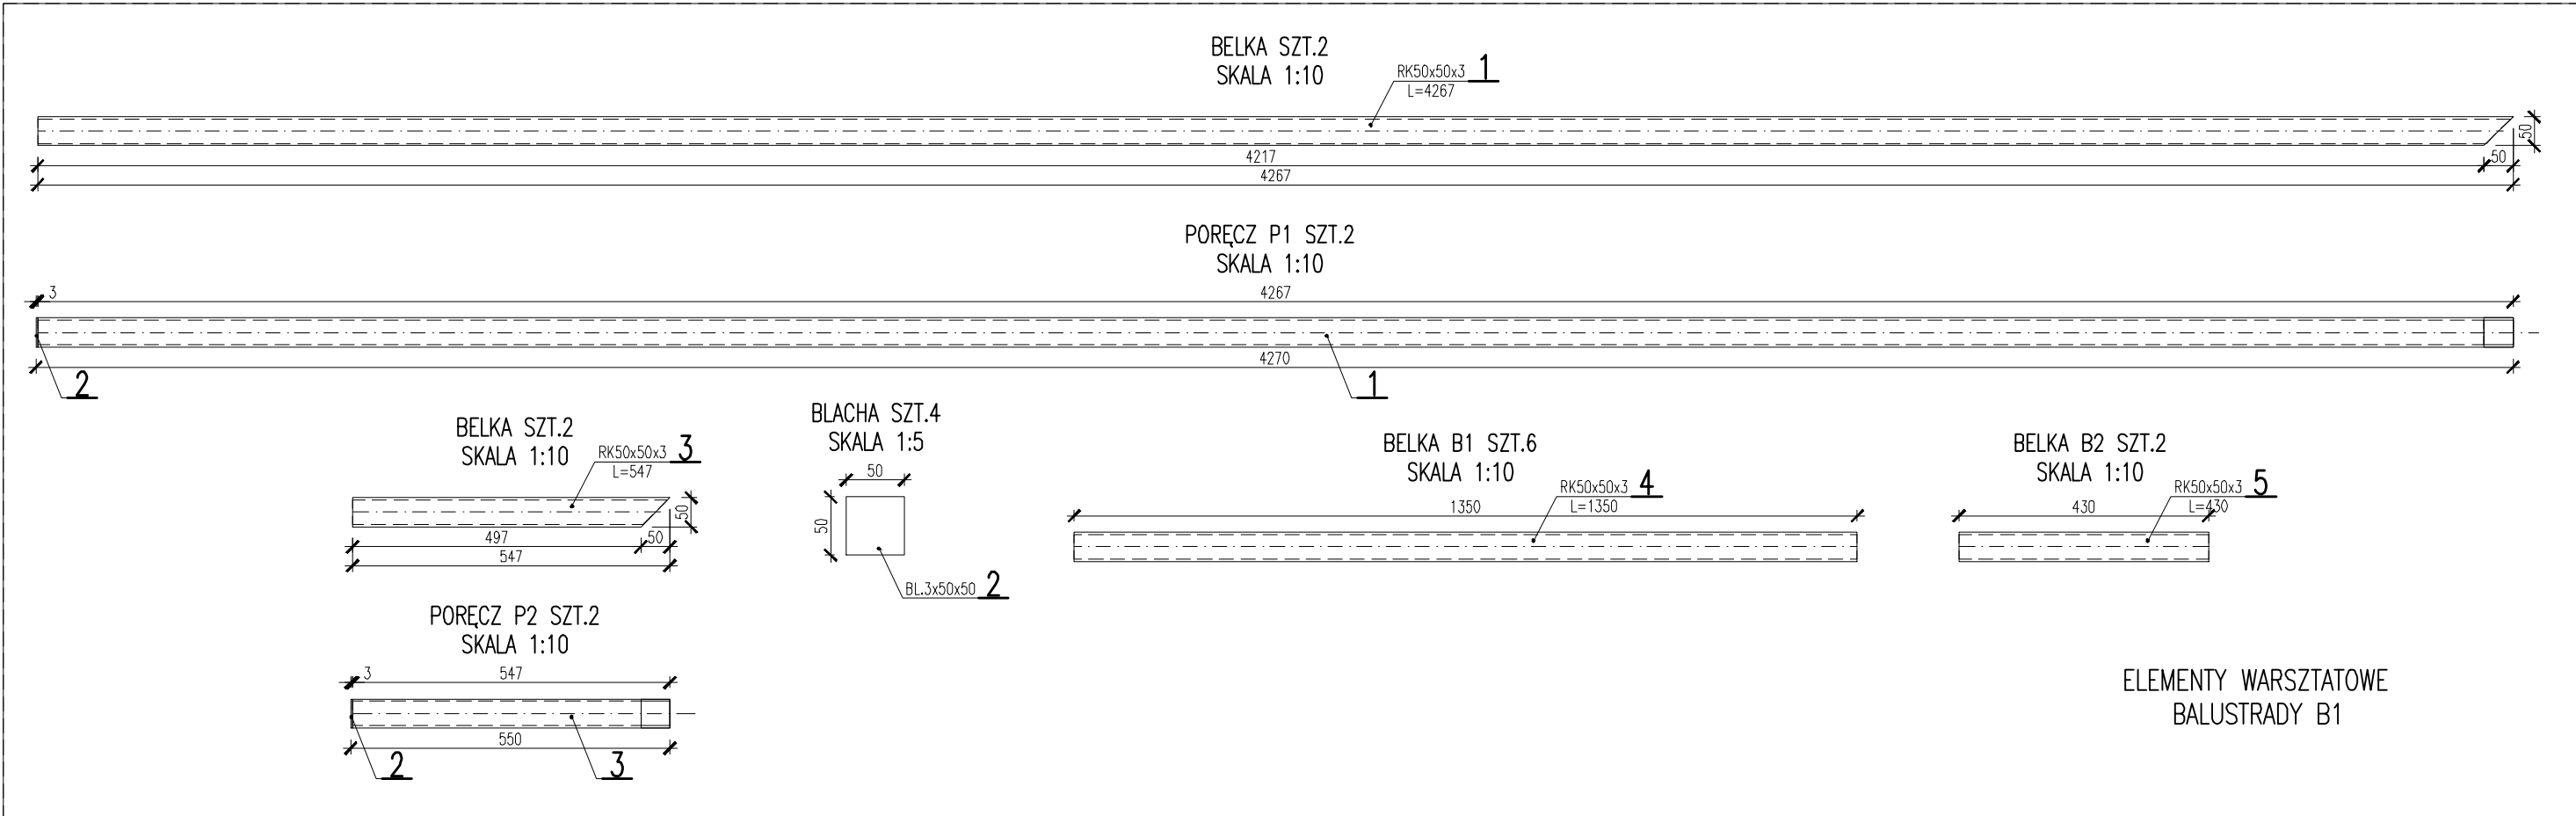 BELKA SZT.2
SKALA 1:10
RK50x50x3 1
L=4267
50
4217
50
4267
PORĘCZ P1 SZT.2
SKALA 1:10
3
4267
4270
2
1
BELKA SZT.2
SKALA 1:10
RK50x50x3 3
L=547
50
497
50
547
BLACHA SZT.4
SKALA 1:5
50
50
BL.3x50x50 2
BELKA B1 SZT.6
SKALA 1:10
RK50x50x3 4
L=1350
1350
BELKA B2 SZT.2
SKALA 1:10
RK50x50x3 5
L=430
430
PORĘCZ P2 SZT.2
SKALA 1:10
3
547
550
2
3
ELEMENTY WARSZTATOWE
BALUSTRADY B1